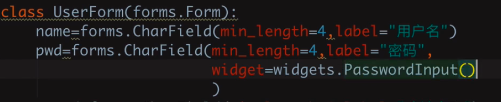 class UserForm(forms.Form):
name=forms.CharField(min_length=4,label="用户名")
pwd=forms.CharField(min_length=4,label="密码",
widget=widgets.PasswordInput()
)